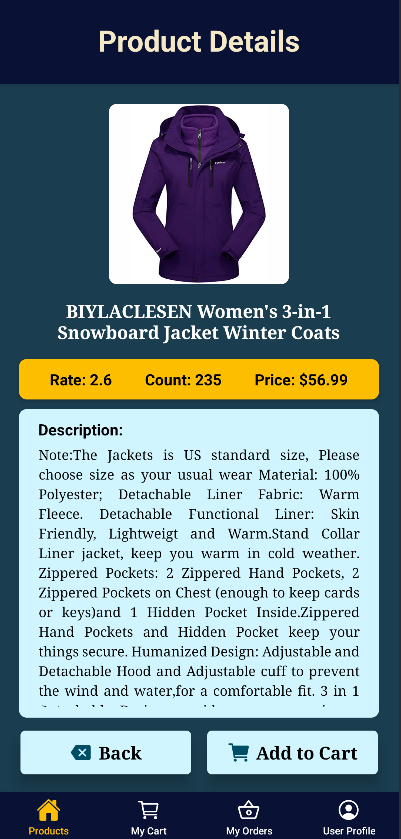 Product Details
BIYLACLESEN Women's 3-in-1
Snowboard Jacket Winter Coats
Rate: 2.6 Count: 235 Price: $56.99
Description:
Note:The Jackets is US standard size, Please
choose size as your usual wear Material: 100%
Polyester; Detachable Liner Fabric: Warm
Fleece. Detachable Functional Liner: Skin
Friendly, Lightweigt and Warm.Stand Collar
Liner jacket, keep you warm in cold weather.
Zippered Pockets: 2 Zippered Hand Pockets, 2
Zippered Pockets on Chest (enough to keep cards
or keys)and 1 Hidden Pocket Inside.Zippered
Hand Pockets and Hidden Pocket keep your
things secure. Humanized Design: Adjustable and
Detachable Hood and Adjustable cuff to prevent
the wind and water,for a comfortable fit. 3 in 1
Back Add to Cart
Products My Cart My Orders User Profile